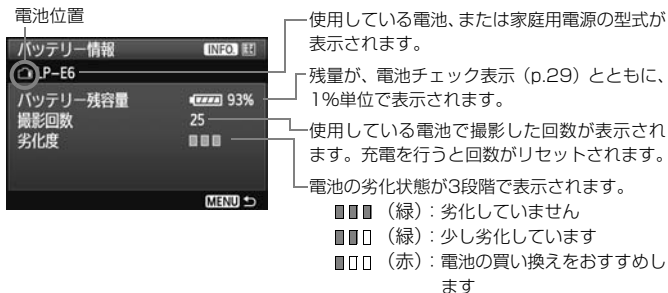 電池位置
バッテリー情報 INFO.
LP-E6
バッテリー残容量 93%
撮影回数 25
劣化度
MENU
使用している電池、または家庭用電源の型式が
表示されます。
残量が、電池チェック表示（p.29）とともに、
1%単位で表示されます。
使用している電池で撮影した回数が表示され
ます。充電を行うと回数がリセットされます。
電池の劣化状態が3段階で表示されます。
（緑）：劣化していません
（緑）：少し劣化しています
（赤）：電池の買い換えをおすすめし
ます